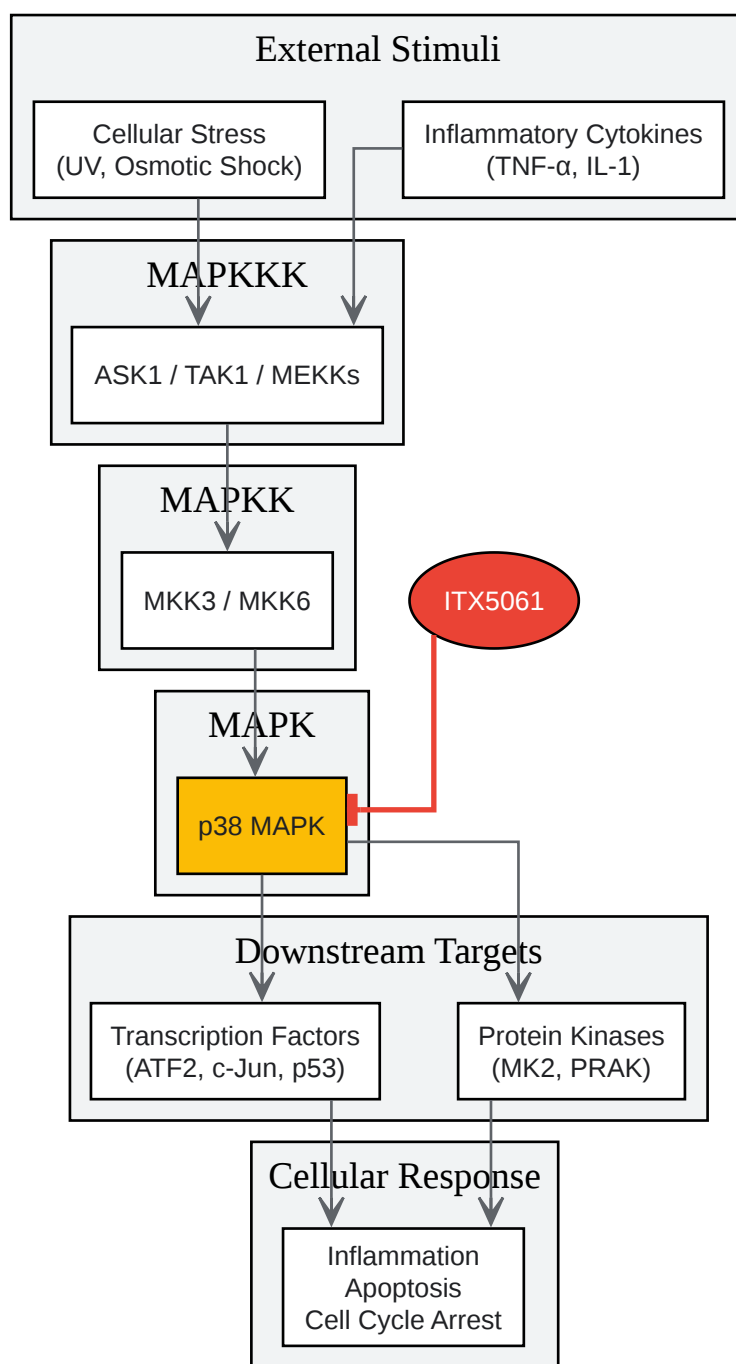 External Stimuli
Cellular Stress
(UV, Osmotic Shock)
Inflammatory Cytokines
(TNF-α, IL-1)
MAPKKK
ASK1 / TAK1 / MEKKs
MAPKK
MKK3 / MKK6
ITX5061
MAPK
p38 MAPK
Downstream Targets
Transcription Factors
(ATF2, c-Jun, p53)
Protein Kinases
(MK2, PRAK)
Cellular Response
Inflammation
Apoptosis
Cell Cycle Arrest